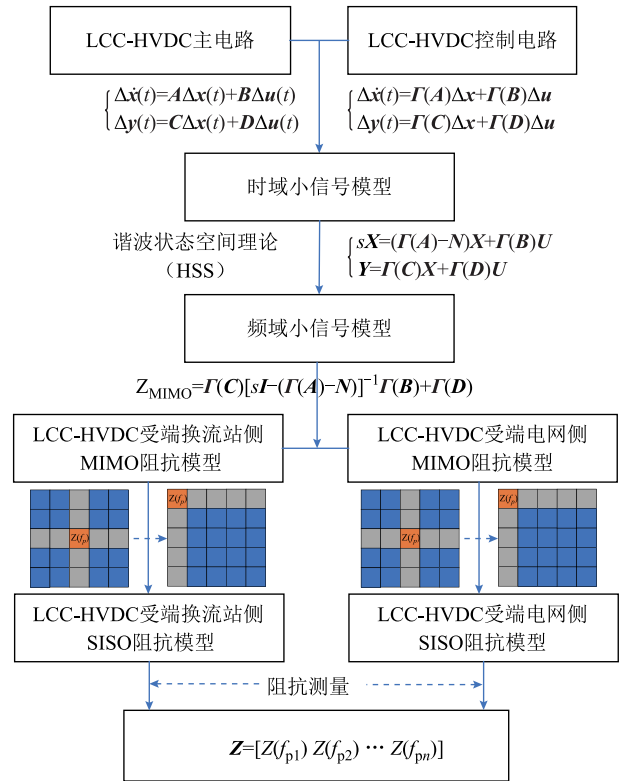 LCC-HVDC主电路
LCC-HVDC控制电路
Δẋ(t)=AΔx(t)+BΔu(t)
Δy(t)=CΔx(t)+DΔu(t)
Δẋ(t)=Γ(A)Δx+Γ(B)Δu
Δy(t)=Γ(C)Δx+Γ(D)Δu
时域小信号模型
谐波状态空间理论
（HSS）
sX=(Γ(A)−N)X+Γ(B)U
Y=Γ(C)X+Γ(D)U
频域小信号模型
Z_MIMO=Γ(C)[sI−(Γ(A)−N)]⁻¹Γ(B)+Γ(D)
LCC-HVDC受端换流站侧
MIMO阻抗模型
LCC-HVDC受端电网侧
MIMO阻抗模型
Z(fₚ)
Z(fₚ)
Z(fₚ)
Z(fₚ)
LCC-HVDC受端换流站侧
SISO阻抗模型
LCC-HVDC受端电网侧
SISO阻抗模型
阻抗测量
Z=[Z(f_p1) Z(f_p2) ⋯ Z(f_pn)]